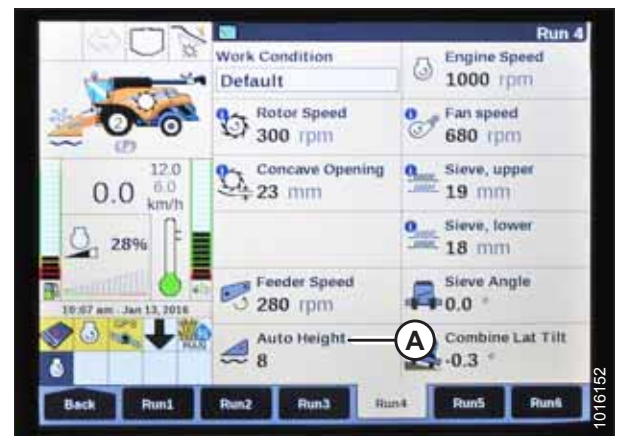 Run 4
Work Condition
Default
Engine Speed
1000 rpm
Rotor Speed
300 rpm
Fan speed
680 rpm
Concave Opening
23 mm
Sieve, upper
19 mm
Sieve, lower
18 mm
Feeder Speed
280 rpm
Sieve Angle
0.0 °
Auto Height
8
A
Combine Lat Tilt
-0.3 °
2
(P)
12.0
6.0
0.0
km/h
28%
10:07 am Jan 13, 2016
GPS
MAN
Back
Run1
Run2
Run3
Run4
Run5
Run6
1016152